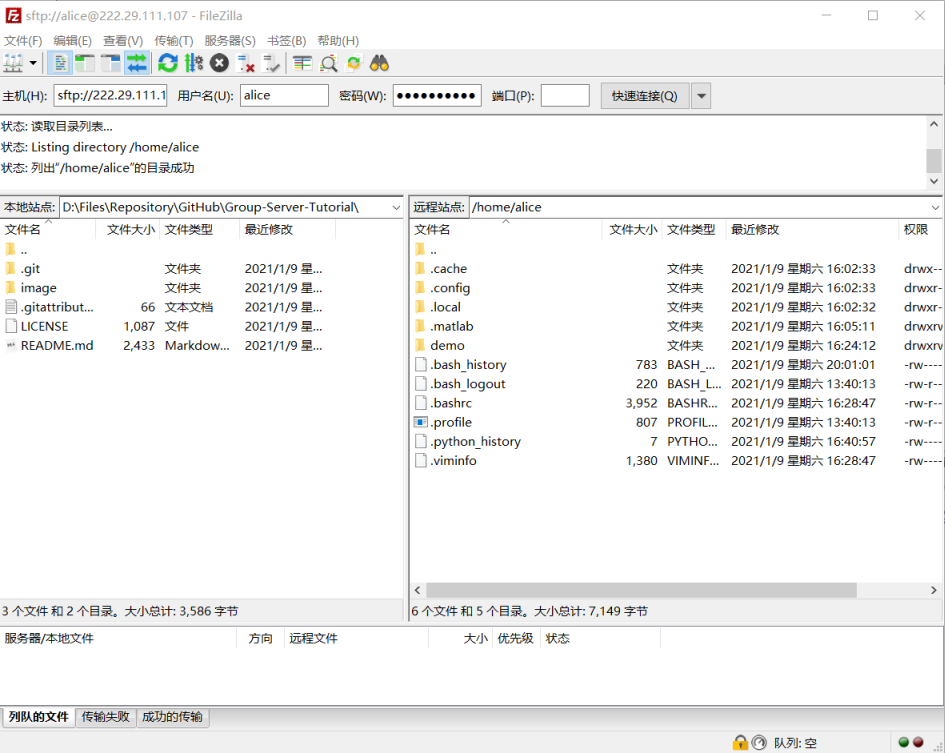 sftp://alice@222.29.111.107 - FileZilla
文件(F) 编辑(E) 查看(V) 传输(T) 服务器(S) 书签(B) 帮助(H)
主机(H): sftp://222.29.111.1 用户名(U): alice 密码(W): ●●●●●●●●●● 端口(P): 快速连接(Q)
状态: 读取目录列表...
状态: Listing directory /home/alice
状态: 列出"/home/alice"的目录成功
本地站点: D:\Files\Repository\GitHub\Group-Server-Tutorial\
文件名 文件大小 文件类型 最近修改
..
.git 文件夹 2021/1/9 星...
image 文件夹 2021/1/9 星...
.gitattribut... 66 文本文档 2021/1/9 星...
LICENSE 1,087 文件 2021/1/9 星...
README.md 2,433 Markdow... 2021/1/9 星...
3 个文件 和 2 个目录。大小总计: 3,586 字节
远程站点: /home/alice
文件名 文件大小 文件类型 最近修改 权限
..
.cache 文件夹 2021/1/9 星期六 16:02:33 drwx--
.config 文件夹 2021/1/9 星期六 16:02:33 drwxr-
.local 文件夹 2021/1/9 星期六 16:02:32 drwxr-
.matlab 文件夹 2021/1/9 星期六 16:05:11 drwxrw
demo 文件夹 2021/1/9 星期六 16:24:12 drwxrw
.bash_history 783 BASH_... 2021/1/9 星期六 20:01:01 -rw----
.bash_logout 220 BASH_L... 2021/1/9 星期六 13:40:13 -rw-r--
.bashrc 3,952 BASHR... 2021/1/9 星期六 16:28:47 -rw-r--
.profile 807 PROFIL... 2021/1/9 星期六 13:40:13 -rw-r--
.python_history 7 PYTHO... 2021/1/9 星期六 16:40:57 -rw----
.viminfo 1,380 VIMINF... 2021/1/9 星期六 16:28:47 -rw----
6 个文件 和 5 个目录。大小总计: 7,149 字节
服务器/本地文件 方向 远程文件 大小 优先级 状态
列队的文件 传输失败 成功的传输
队列: 空